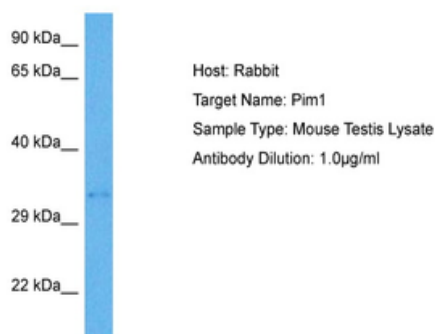 90 kDa__
65 kDa__
40 kDa__
29 kDa__
22 kDa__
Host: Rabbit
Target Name: Pim1
Sample Type: Mouse Testis Lysate
Antibody Dilution: 1.0µg/ml